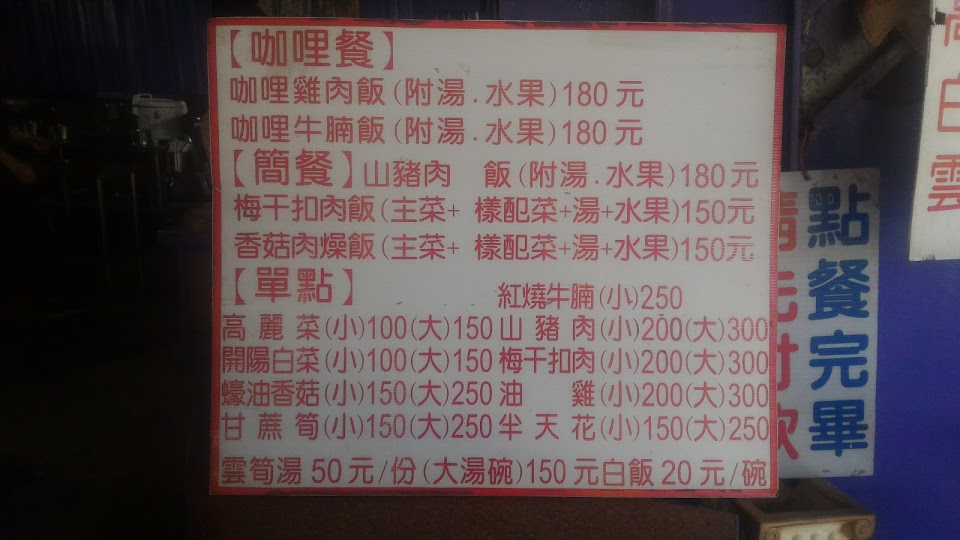 【咖哩餐】
咖哩雞肉飯(附湯.水果)180元
咖哩牛腩飯(附湯.水果)180元
【簡餐】山豬肉 飯(附湯.水果)180元
梅干扣肉飯(主菜+ 樣配菜+湯+水果)150元
香菇肉燥飯(主菜+ 樣配菜+湯+水果)150元
【單點】 紅燒牛腩(小)250
高麗菜(小)100(大)150 山豬肉(小)200(大)300
開陽白菜(小)100(大)150 梅干扣肉(小)200(大)300
蠔油香菇(小)150(大)250 油 雞(小)200(大)300
甘蔗筍(小)150(大)250 半天花(小)150(大)250
雲筍湯50元/份(大湯碗)150元白飯20元/碗
點餐完畢
請先付款
白雲